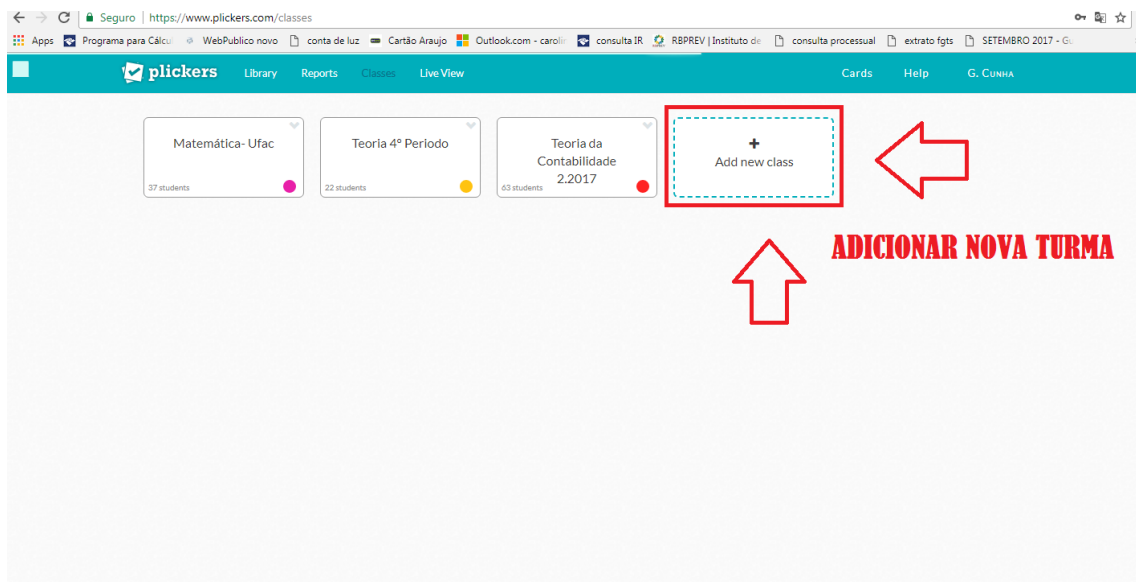 Seguro | https://www.plickers.com/classes
Apps Programa para Cálcu WebPublico novo conta de luz Cartão Araujo Outlook.com - caroli consulta IR RBPREV | Instituto de consulta processual extrato fgts SETEMBRO 2017 - Gu
plickers Library Reports Classes Live View Cards Help G. Cunha
Matemática- Ufac
37 students
Teoria 4º Periodo
22 students
Teoria da
Contabilidade
2.2017
63 students
+
Add new class
ADICIONAR NOVA TURMA